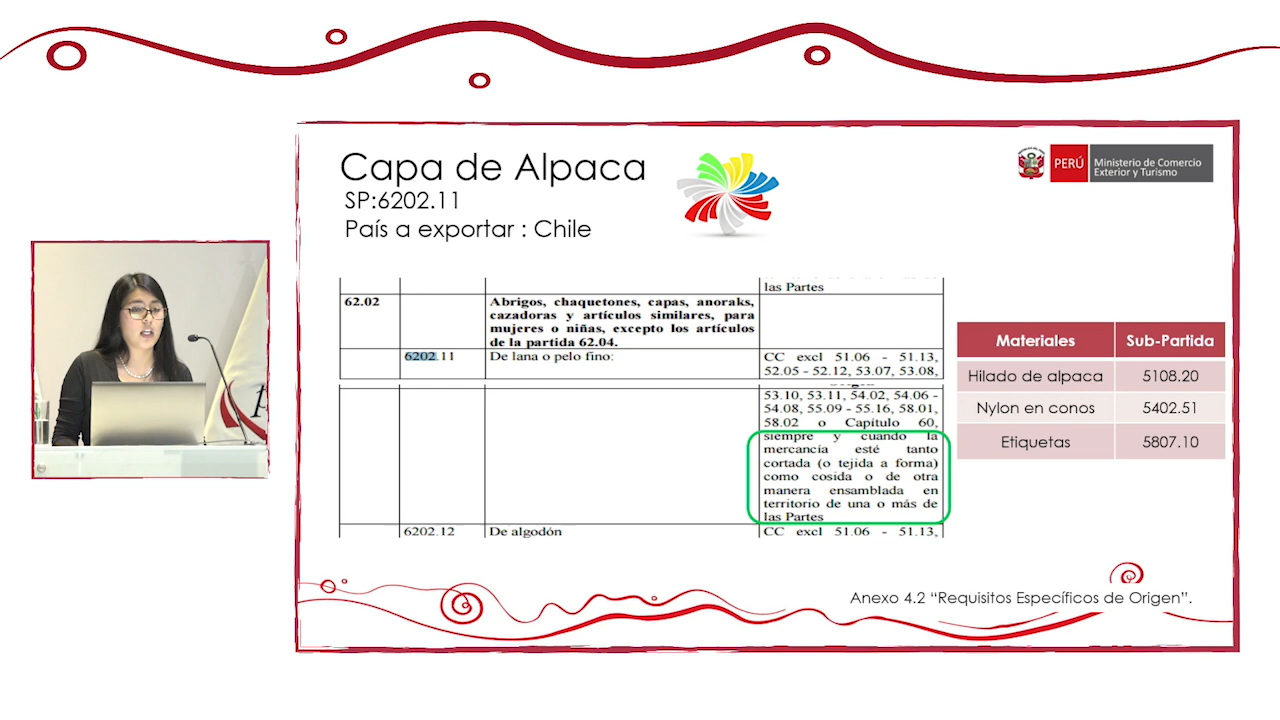 Capa de Alpaca
SP:6202.11
País a exportar : Chile
PERÚ
Ministerio de Comercio
Exterior y Turismo
las Partes
62.02
Abrigos, chaquetones, capas, anoraks,
cazadoras y artículos similares, para
mujeres o niñas, excepto los artículos
de la partida 62.04.
6202.11
De lana o pelo fino:
CC excl 51.06 - 51.13,
52.05 - 52.12, 53.07, 53.08,
53.10, 53.11, 54.02, 54.06 -
54.08, 55.09 - 55.16, 58.01,
58.02 o Capítulo 60,
siempre y cuando la
mercancía esté tanto
cortada (o tejida a forma)
como cosida o de otra
manera ensamblada en
territorio de una o más de
las Partes
6202.12
De algodón
CC excl 51.06 - 51.13,
Materiales
Sub-Partida
Hilado de alpaca
5108.20
Nylon en conos
5402.51
Etiquetas
5807.10
Anexo 4.2 “Requisitos Específicos de Origen”.